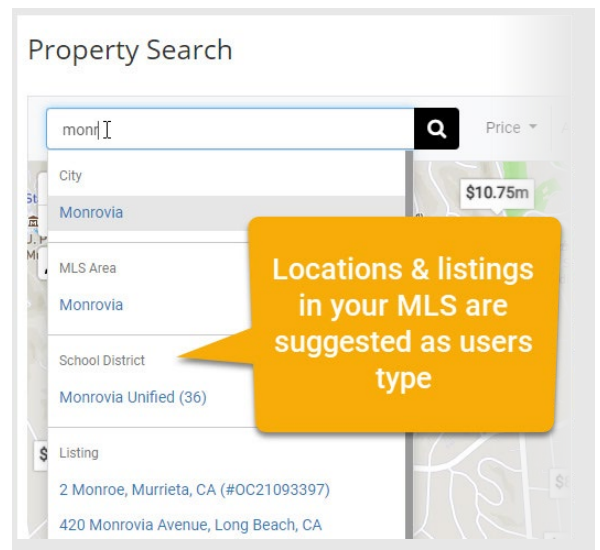 Property Search
monr
Price
$10.75m
City
Monrovia
MLS Area
Monrovia
School District
Monrovia Unified (36)
Listing
2 Monroe, Murrieta, CA (#OC21093397)
420 Monrovia Avenue, Long Beach, CA
Locations & listings
in your MLS are
suggested as users
type